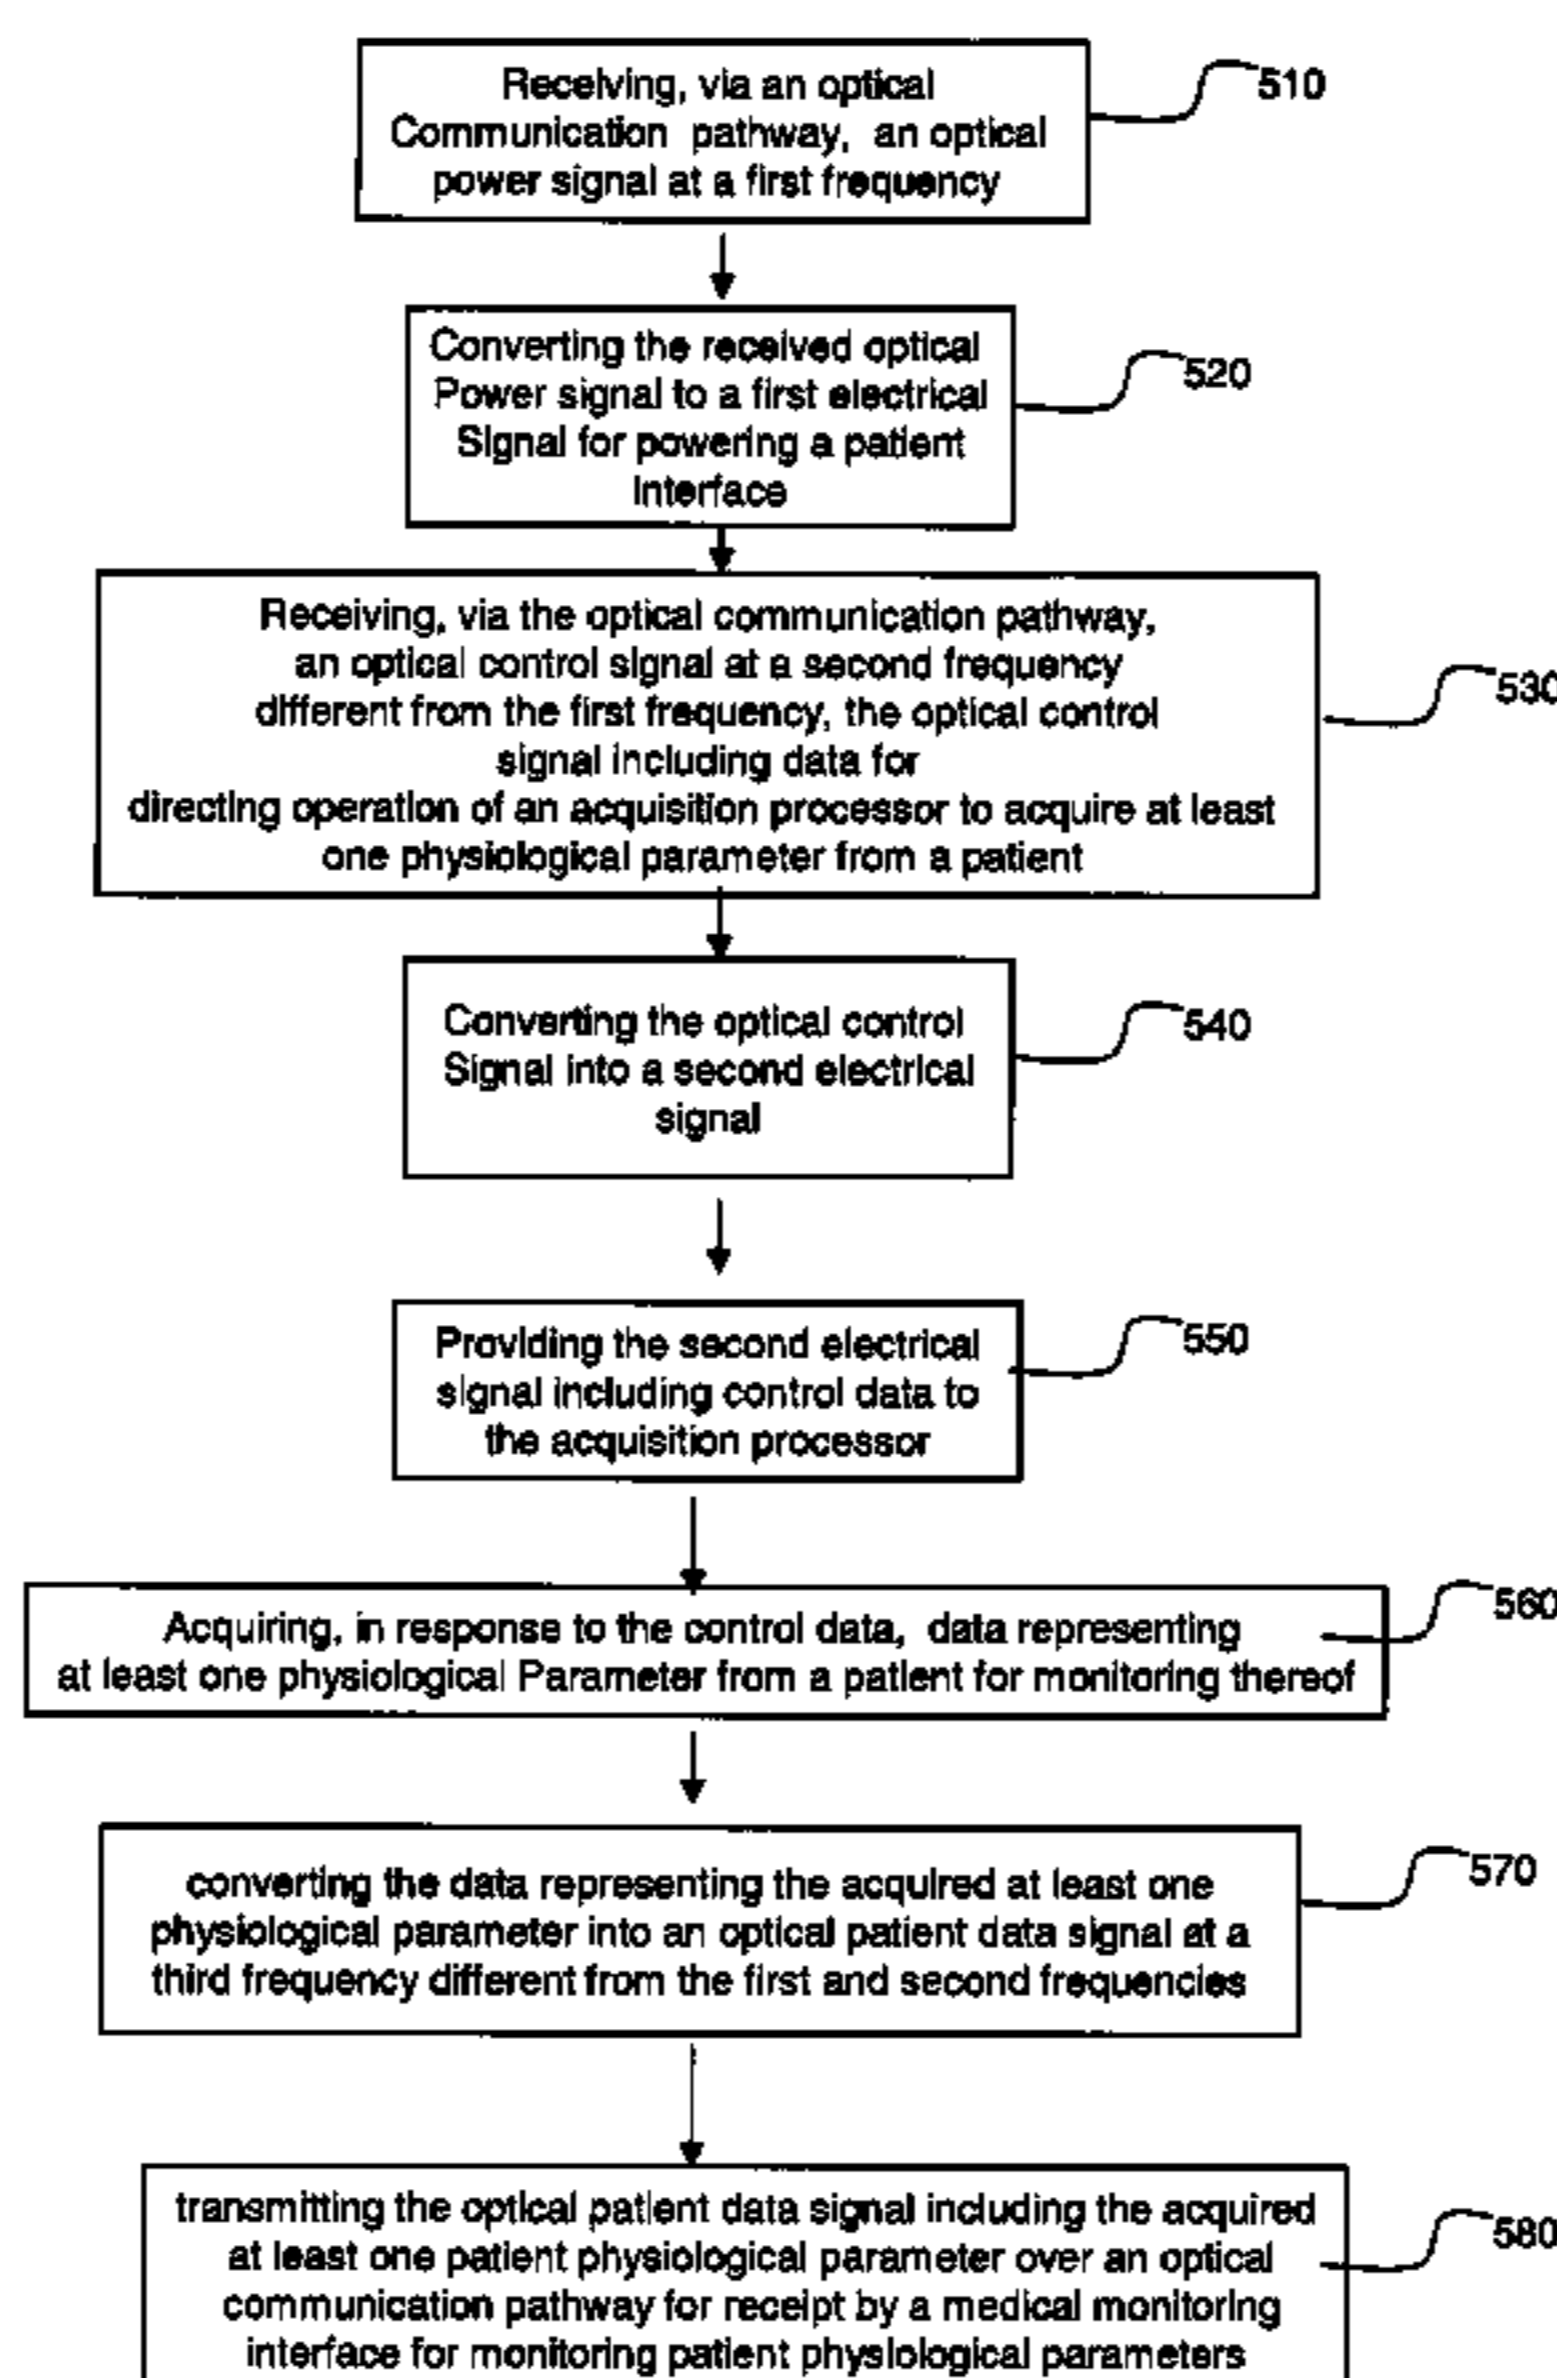 Receiving, via an optical
Communication pathway, an optical
power signal at a first frequency
510
Converting the received optical
Power signal to a first electrical
Signal for powering a patient
Interface
520
Receiving, via the optical communication pathway,
an optical control signal at a second frequency
different from the first frequency, the optical control
signal including data for
directing operation of an acquisition processor to acquire at least
one physiological parameter from a patient
530
Converting the optical control
Signal into a second electrical
signal
540
Providing the second electrical
signal including control data to
the acquisition processor
550
Acquiring, in response to the control data, data representing
at least one physiological Parameter from a patient for monitoring thereof
560
converting the data representing the acquired at least one
physiological parameter into an optical patient data signal at a
third frequency different from the first and second frequencies
570
transmitting the optical patient data signal including the acquired
at least one patient physiological parameter over an optical
communication pathway for receipt by a medical monitoring
interface for monitoring patient physiological parameters
580